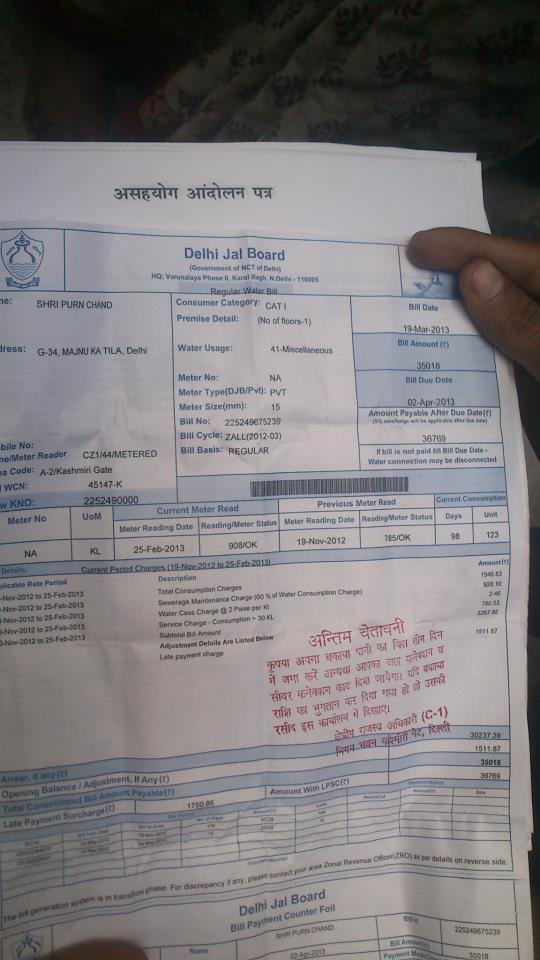 असहयोग आंदोलन पत्र
Delhi Jal Board
(Government of NCT of Delhi)
HQ: Varunalaya Phase II, Karol Bagh, N.Delhi - 110005
Regular Water Bill
me: SHRI PURN CHAND
dress: G-34, MAJNU KA TILA, Delhi
bile No:
ne/Meter Reader CZ1/44/METERED
ea Code: A-2/Kashmiri Gate
WCN: 45147-K
w KNO: 2252490000
Consumer Category: CAT I
Premise Detail: (No of floors-1)
Water Usage: 41-Miscellaneous
Meter No: NA
Meter Type(DJB/Pvt): PVT
Meter Size(mm): 15
Bill No: 225249675239
Bill Cycle: ZALL(2012-03)
Bill Basis: REGULAR
Bill Date
19-Mar-2013
Bill Amount (₹)
35018
Bill Due Date
02-Apr-2013
Amount Payable After Due Date(₹)
(5% surcharge will be applicable after due date)
36769
If bill is not paid till Bill Due Date -
Water connection may be disconnected
Meter No UoM Current Meter Read Previous Meter Read Current Consumption
Meter Reading Date Reading/Meter Status Meter Reading Date Reading/Meter Status Days Unit
NA KL 25-Feb-2013 908/OK 19-Nov-2012 785/OK 98 123
Details: Current Period Charges (19-Nov-2012 to 25-Feb-2013)
plicable Rate Period Description Amount(₹)
-Nov-2012 to 25-Feb-2013 Total Consumption Charges 1546.83
-Nov-2012 to 25-Feb-2013 Sewerage Maintenance Charge (60 % of Water Consumption Charge) 928.10
-Nov-2012 to 25-Feb-2013 Water Cess Charge @ 2 Paise per Kl 2.46
9-Nov-2012 to 25-Feb-2013 Service Charge - Consumption > 30 KL 790.53
9-Nov-2012 to 25-Feb-2013 Subtotal Bill Amount 3267.92
Adjustment Details Are Listed Below
Late payment charge 1511.67
अन्तिम चेतावनी
कृपया अपना बकाया पानी का बिल तीन दिन
में जमा करें अन्यथा आपका जल कनेक्शन व
सीवर कनेक्शन काट दिया जायेगा। यदि बकाया
राशि का भुगतान कर दिया गया हो तो उसकी
रसीद इस कार्यालय में दिखाएं।
क्षेत्रीय राजस्व अधिकारी (C-1)
निगम भवन कश्मीरी गेट, दिल्ली
Arrear, if any(₹) 30237.39
Opening Balance / Adjustment, If Any(₹) 1511.67
Total Consolidated Bill Amount Payable(₹) 35018
Late Payment Surcharge(₹) 1750.86 Amount With LPSC(₹) 36769
Payment History
The bill generation system is in transition phase. For discrepancy if any, please contact your area Zonal Revenue Officer(ZRO) as per details on reverse side.
Delhi Jal Board
Bill Payment Counter Foil
Name SHRI PURN CHAND Bill Id 225249675239
02-Apr-2013 Bill Amount 35018